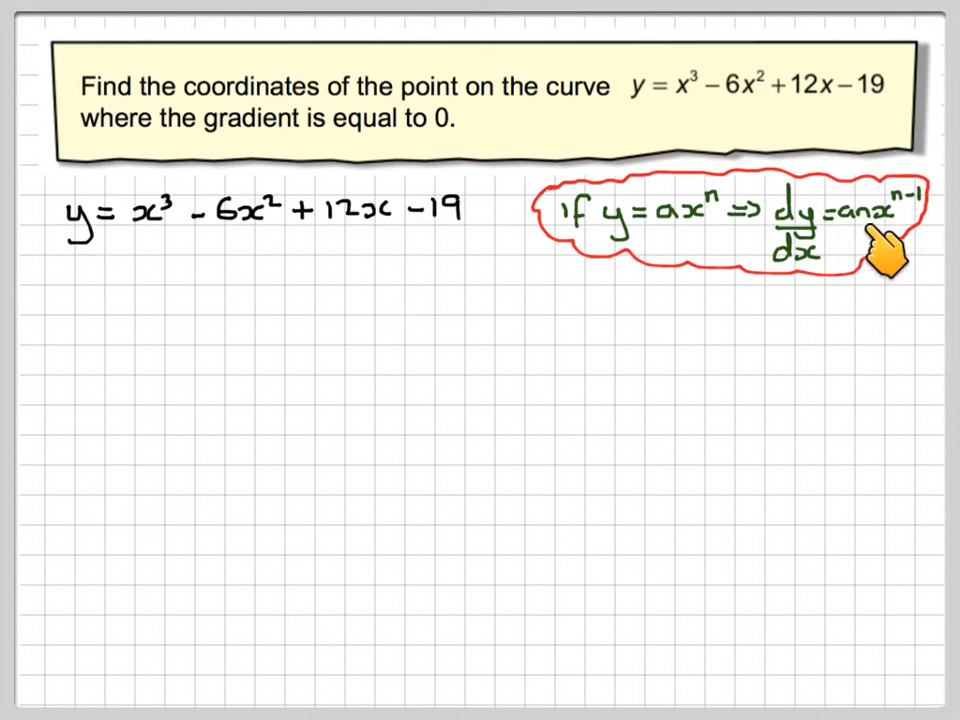 Find the coordinates of the point on the curve y = x³ – 6x² + 12x – 19
where the gradient is equal to 0.
y = x³ - 6x² + 12x - 19
if y = axⁿ => dy/dx = anxⁿ⁻¹